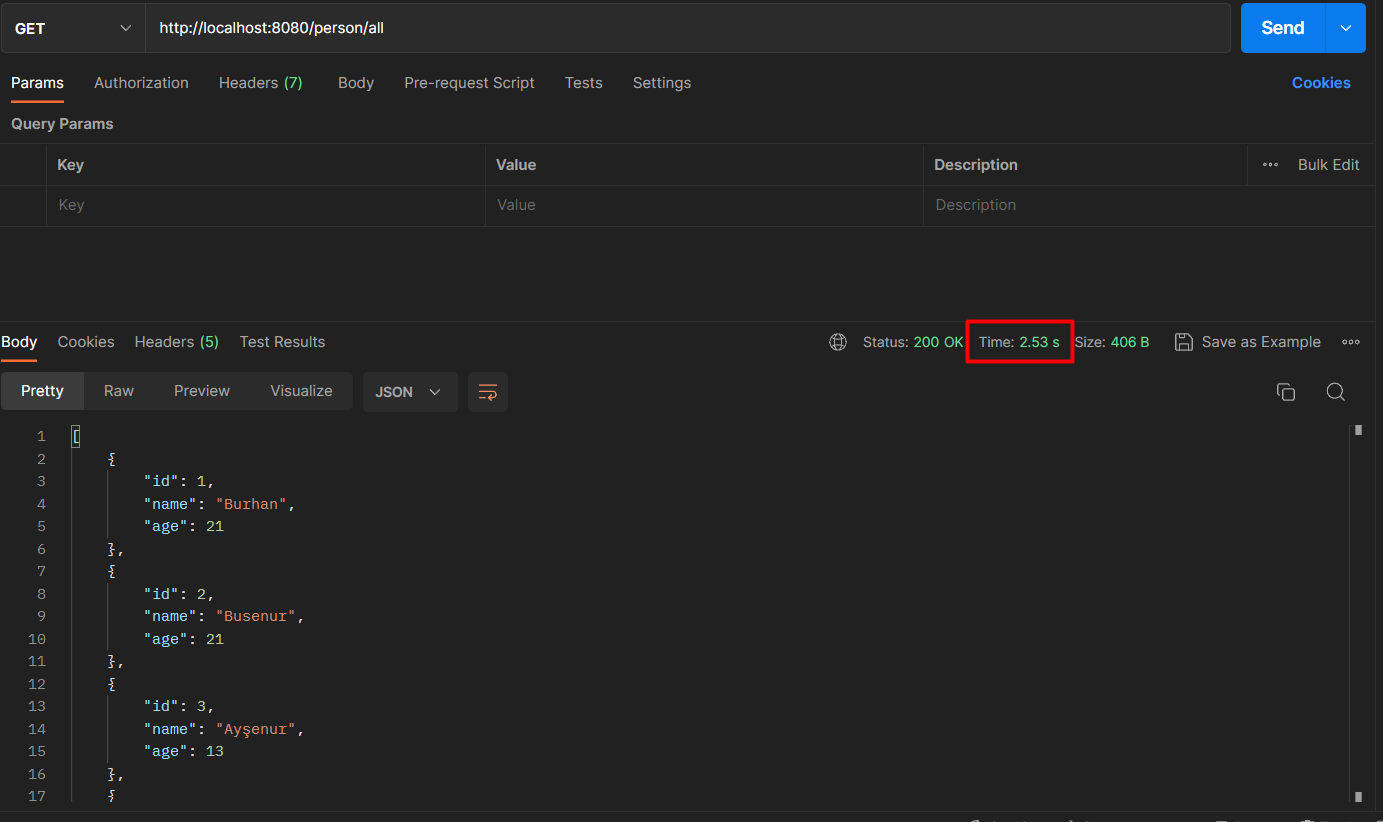 GET http://localhost:8080/person/all Send
Params Authorization Headers (7) Body Pre-request Script Tests Settings Cookies
Query Params
Key Value Description Bulk Edit
Key Value Description
Body Cookies Headers (5) Test Results Status: 200 OK Time: 2.53 s Size: 406 B Save as Example
Pretty Raw Preview Visualize JSON
1 [
2 {
3 "id": 1,
4 "name": "Burhan",
5 "age": 21
6 },
7 {
8 "id": 2,
9 "name": "Busenur",
10 "age": 21
11 },
12 {
13 "id": 3,
14 "name": "Ayşenur",
15 "age": 13
16 },
17 {